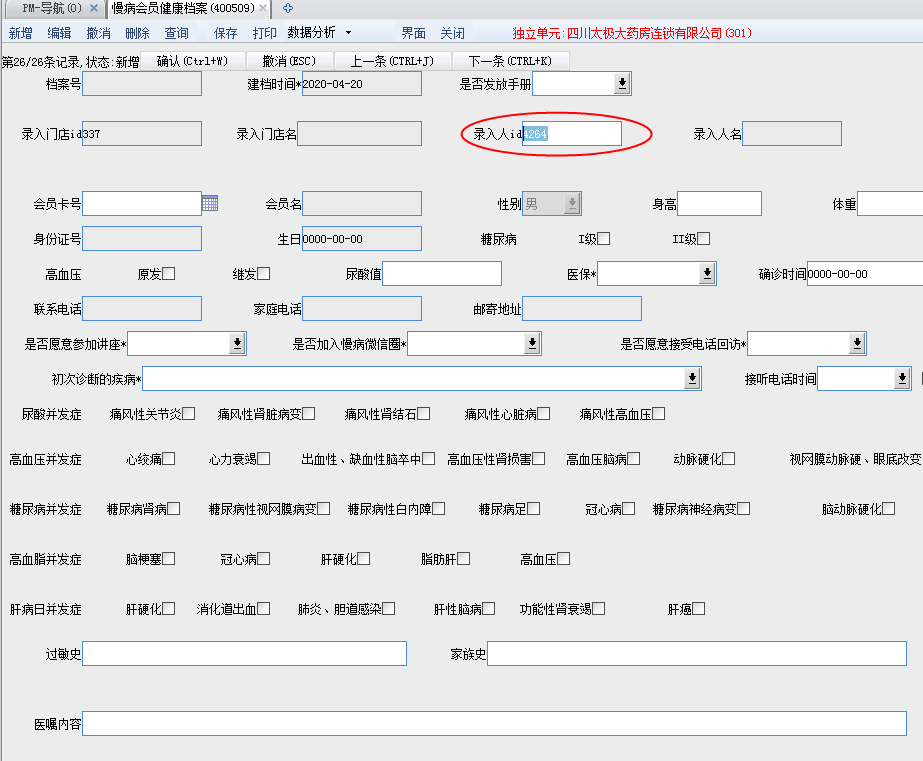 PM-导航(O) × 慢病会员健康档案(400509) ×
新增 编辑 撤消 删除 查询 保存 打印 数据分析 界面 关闭 独立单元:四川太极大药房连锁有限公司(301)
第26/26条记录,状态:新增 确认(Ctrl+W) 撤消(ESC) 上一条(CTRL+J) 下一条(CTRL+K)
档案号 建档时间*2020-04-20 是否发放手册
录入门店id337 录入门店名 录入人id4264 录入人名
会员卡号 会员名 性别男 身高 体重
身份证号 生日0000-00-00 糖尿病 I级 II级
高血压 原发 继发 尿酸值 医保* 确诊时间0000-00-00
联系电话 家庭电话 邮寄地址
是否愿意参加讲座* 是否加入慢病微信圈* 是否愿意接受电话回访*
初次诊断的疾病* 接听电话时间
尿酸并发症 痛风性关节炎 痛风性肾脏病变 痛风性肾结石 痛风性心脏病 痛风性高血压
高血压并发症 心绞痛 心力衰竭 出血性、缺血性脑卒中 高血压性肾损害 高血压脑病 动脉硬化 视网膜动脉硬、眼底改变
糖尿病并发症 糖尿病肾病 糖尿病性视网膜病变 糖尿病性白内障 糖尿病足 冠心病 糖尿病神经病变 脑动脉硬化
高血脂并发症 脑梗塞 冠心病 肝硬化 脂肪肝 高血压
肝病日并发症 肝硬化 消化道出血 肺炎、胆道感染 肝性脑病 功能性肾衰竭 肝癌
过敏史 家族史
医嘱内容